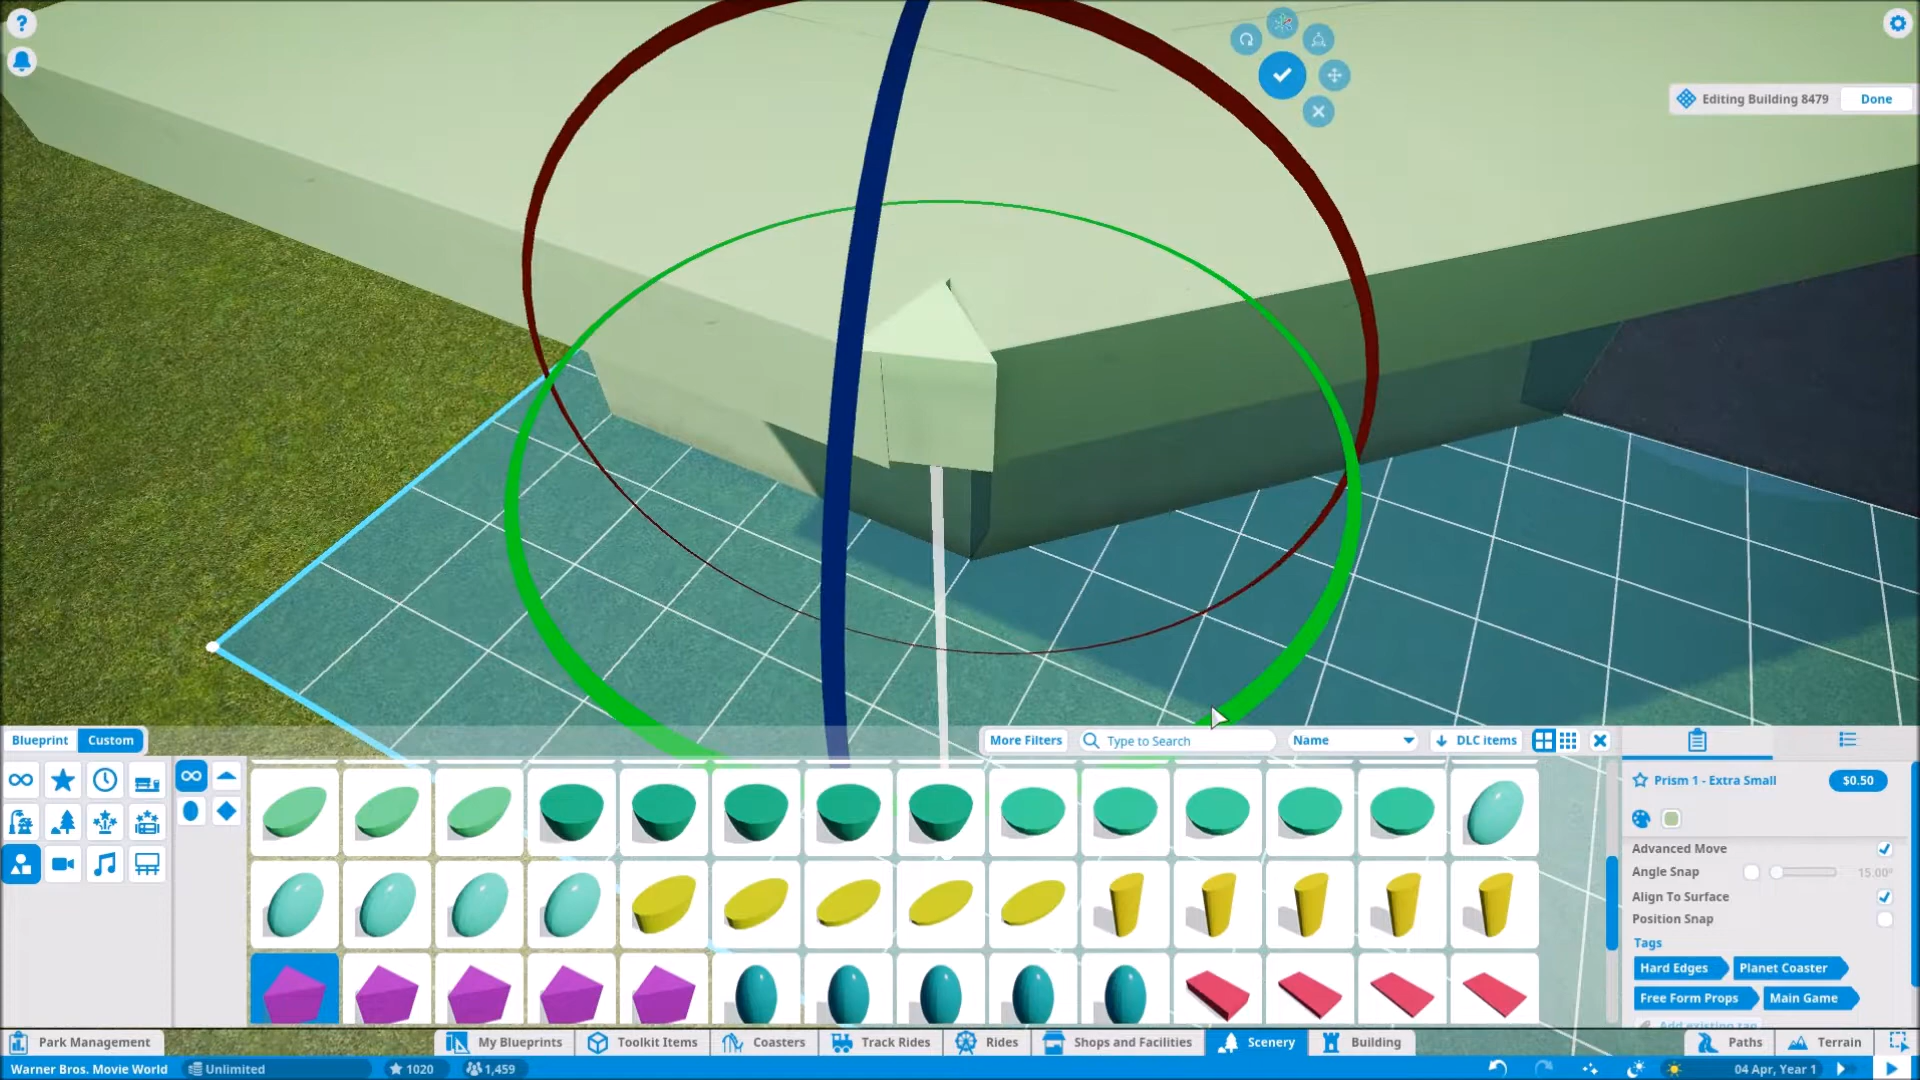 ?
Editing Building 8479 Done
Blueprint Custom
More Filters Type to Search Name DLC items
Prism 1 - Extra Small $0.50
Advanced Move
Angle Snap 15.00°
Align To Surface
Position Snap
Tags
Hard Edges Planet Coaster
Free Form Props Main Game
Add existing tag
Park Management My Blueprints Toolkit Items Coasters Track Rides Rides Shops and Facilities Scenery Building Paths Terrain
Warner Bros. Movie World Unlimited 1020 1,459 04 Apr, Year 1